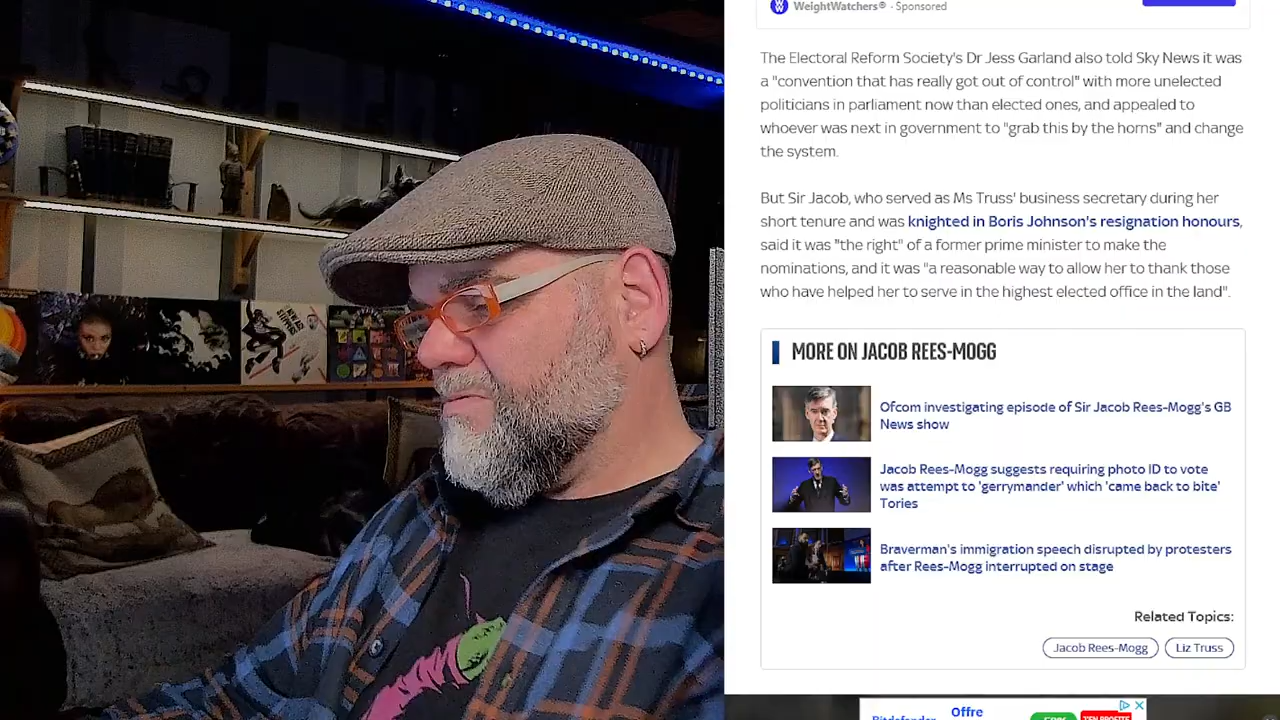 WeightWatchers® - Sponsored
The Electoral Reform Society's Dr Jess Garland also told Sky News it was
a "convention that has really got out of control" with more unelected
politicians in parliament now than elected ones, and appealed to
whoever was next in government to "grab this by the horns" and change
the system.
But Sir Jacob, who served as Ms Truss' business secretary during her
short tenure and was knighted in Boris Johnson's resignation honours,
said it was "the right" of a former prime minister to make the
nominations, and it was "a reasonable way to allow her to thank those
who have helped her to serve in the highest elected office in the land".
MORE ON JACOB REES-MOGG
Ofcom investigating episode of Sir Jacob Rees-Mogg's GB
News show
Jacob Rees-Mogg suggests requiring photo ID to vote
was attempt to 'gerrymander' which 'came back to bite'
Tories
Braverman's immigration speech disrupted by protesters
after Rees-Mogg interrupted on stage
Related Topics:
Jacob Rees-Mogg
Liz Truss
Offre
Bitdefender